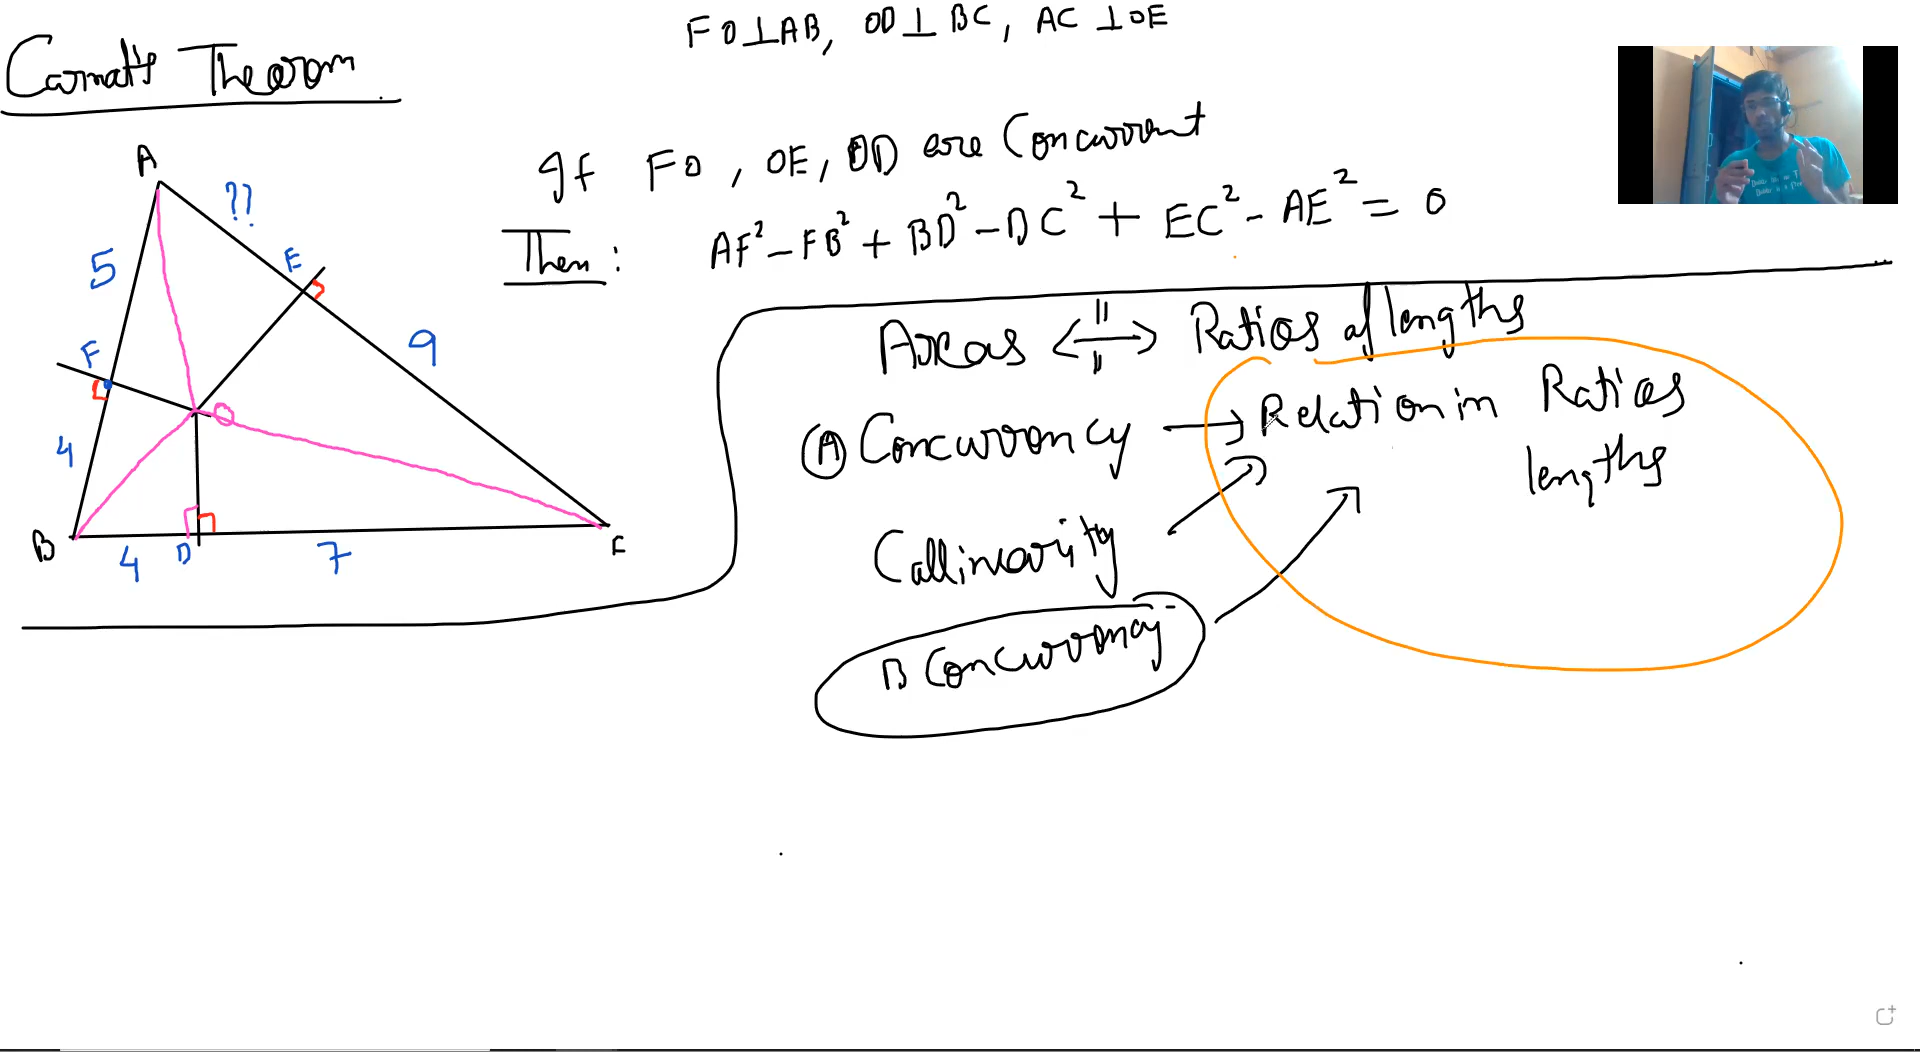 FO⊥AB, OD⊥BC, AC⊥OE
Carnat's Theorem
If FO, OE, OD are Concurrent
Then: AF² - FB² + BD² - DC² + EC² - AE² = 0
A
??
E
5
F
9
O
4
B
4
D
7
C
Areas <=> Ratios of lengths
Ⓐ Concurrency → Relation in Ratios
lengths
Collinearity
B Concurrency